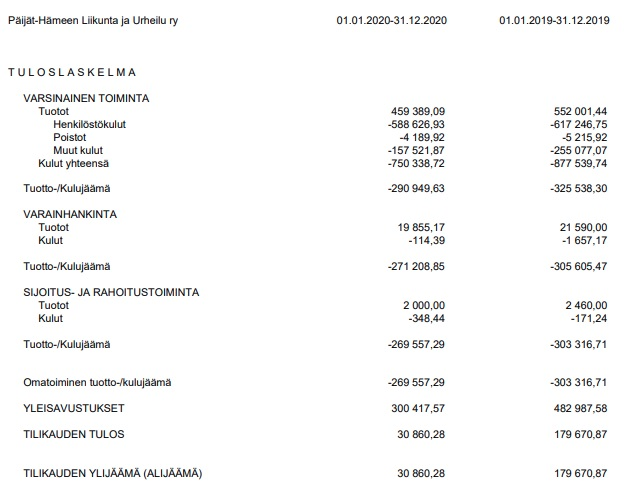 Päijät-Hämeen Liikunta ja Urheilu ry 01.01.2020-31.12.2020 01.01.2019-31.12.2019
T U L O S L A S K E L M A
VARSINAINEN TOIMINTA
Tuotot 459 389,09 552 001,44
Henkilöstökulut -588 626,93 -617 246,75
Poistot -4 189,92 -5 215,92
Muut kulut -157 521,87 -255 077,07
Kulut yhteensä -750 338,72 -877 539,74
Tuotto-/Kulujäämä -290 949,63 -325 538,30
VARAINHANKINTA
Tuotot 19 855,17 21 590,00
Kulut -114,39 -1 657,17
Tuotto-/Kulujäämä -271 208,85 -305 605,47
SIJOITUS- JA RAHOITUSTOIMINTA
Tuotot 2 000,00 2 460,00
Kulut -348,44 -171,24
Tuotto-/Kulujäämä -269 557,29 -303 316,71
Omatoiminen tuotto-/kulujäämä -269 557,29 -303 316,71
YLEISAVUSTUKSET 300 417,57 482 987,58
TILIKAUDEN TULOS 30 860,28 179 670,87
TILIKAUDEN YLIJÄÄMÄ (ALIJÄÄMÄ) 30 860,28 179 670,87